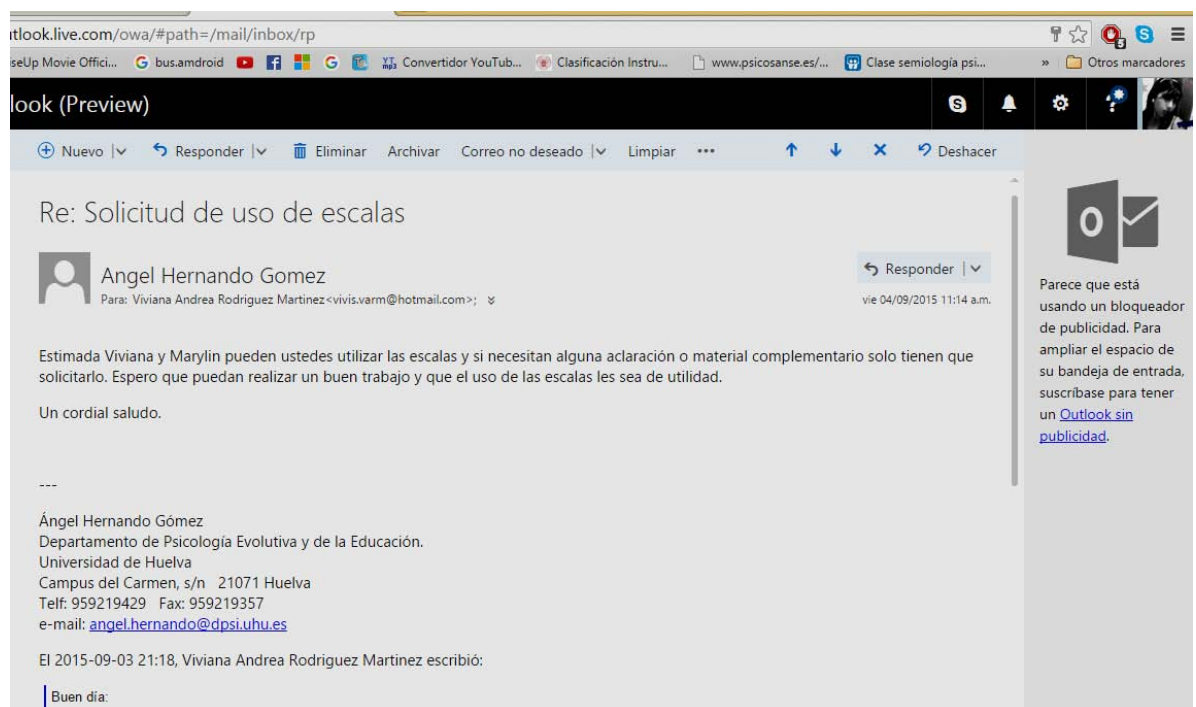 utlook.live.com/owa/#path=/mail/inbox/rp
seUp Movie Offici... bus.amdroid Convertidor YouTub... Clasificación Instru... www.psicosanse.es/... Clase semiología psi... » Otros marcadores
look (Preview)
Nuevo Responder Eliminar Archivar Correo no deseado Limpiar ... Deshacer
Re: Solicitud de uso de escalas
Angel Hernando Gomez
Responder
Para: Viviana Andrea Rodriguez Martinez<vivis.varm@hotmail.com>;
vie 04/09/2015 11:14 a.m.
Estimada Viviana y Marylin pueden ustedes utilizar las escalas y si necesitan alguna aclaración o material complementario solo tienen que
solicitarlo. Espero que puedan realizar un buen trabajo y que el uso de las escalas les sea de utilidad.
Un cordial saludo.
---
Ángel Hernando Gómez
Departamento de Psicología Evolutiva y de la Educación.
Universidad de Huelva
Campus del Carmen, s/n 21071 Huelva
Telf: 959219429 Fax: 959219357
e-mail: angel.hernando@dpsi.uhu.es
El 2015-09-03 21:18, Viviana Andrea Rodriguez Martinez escribió:
Buen día:
Parece que está
usando un bloqueador
de publicidad. Para
ampliar el espacio de
su bandeja de entrada,
suscríbase para tener
un Outlook sin
publicidad.